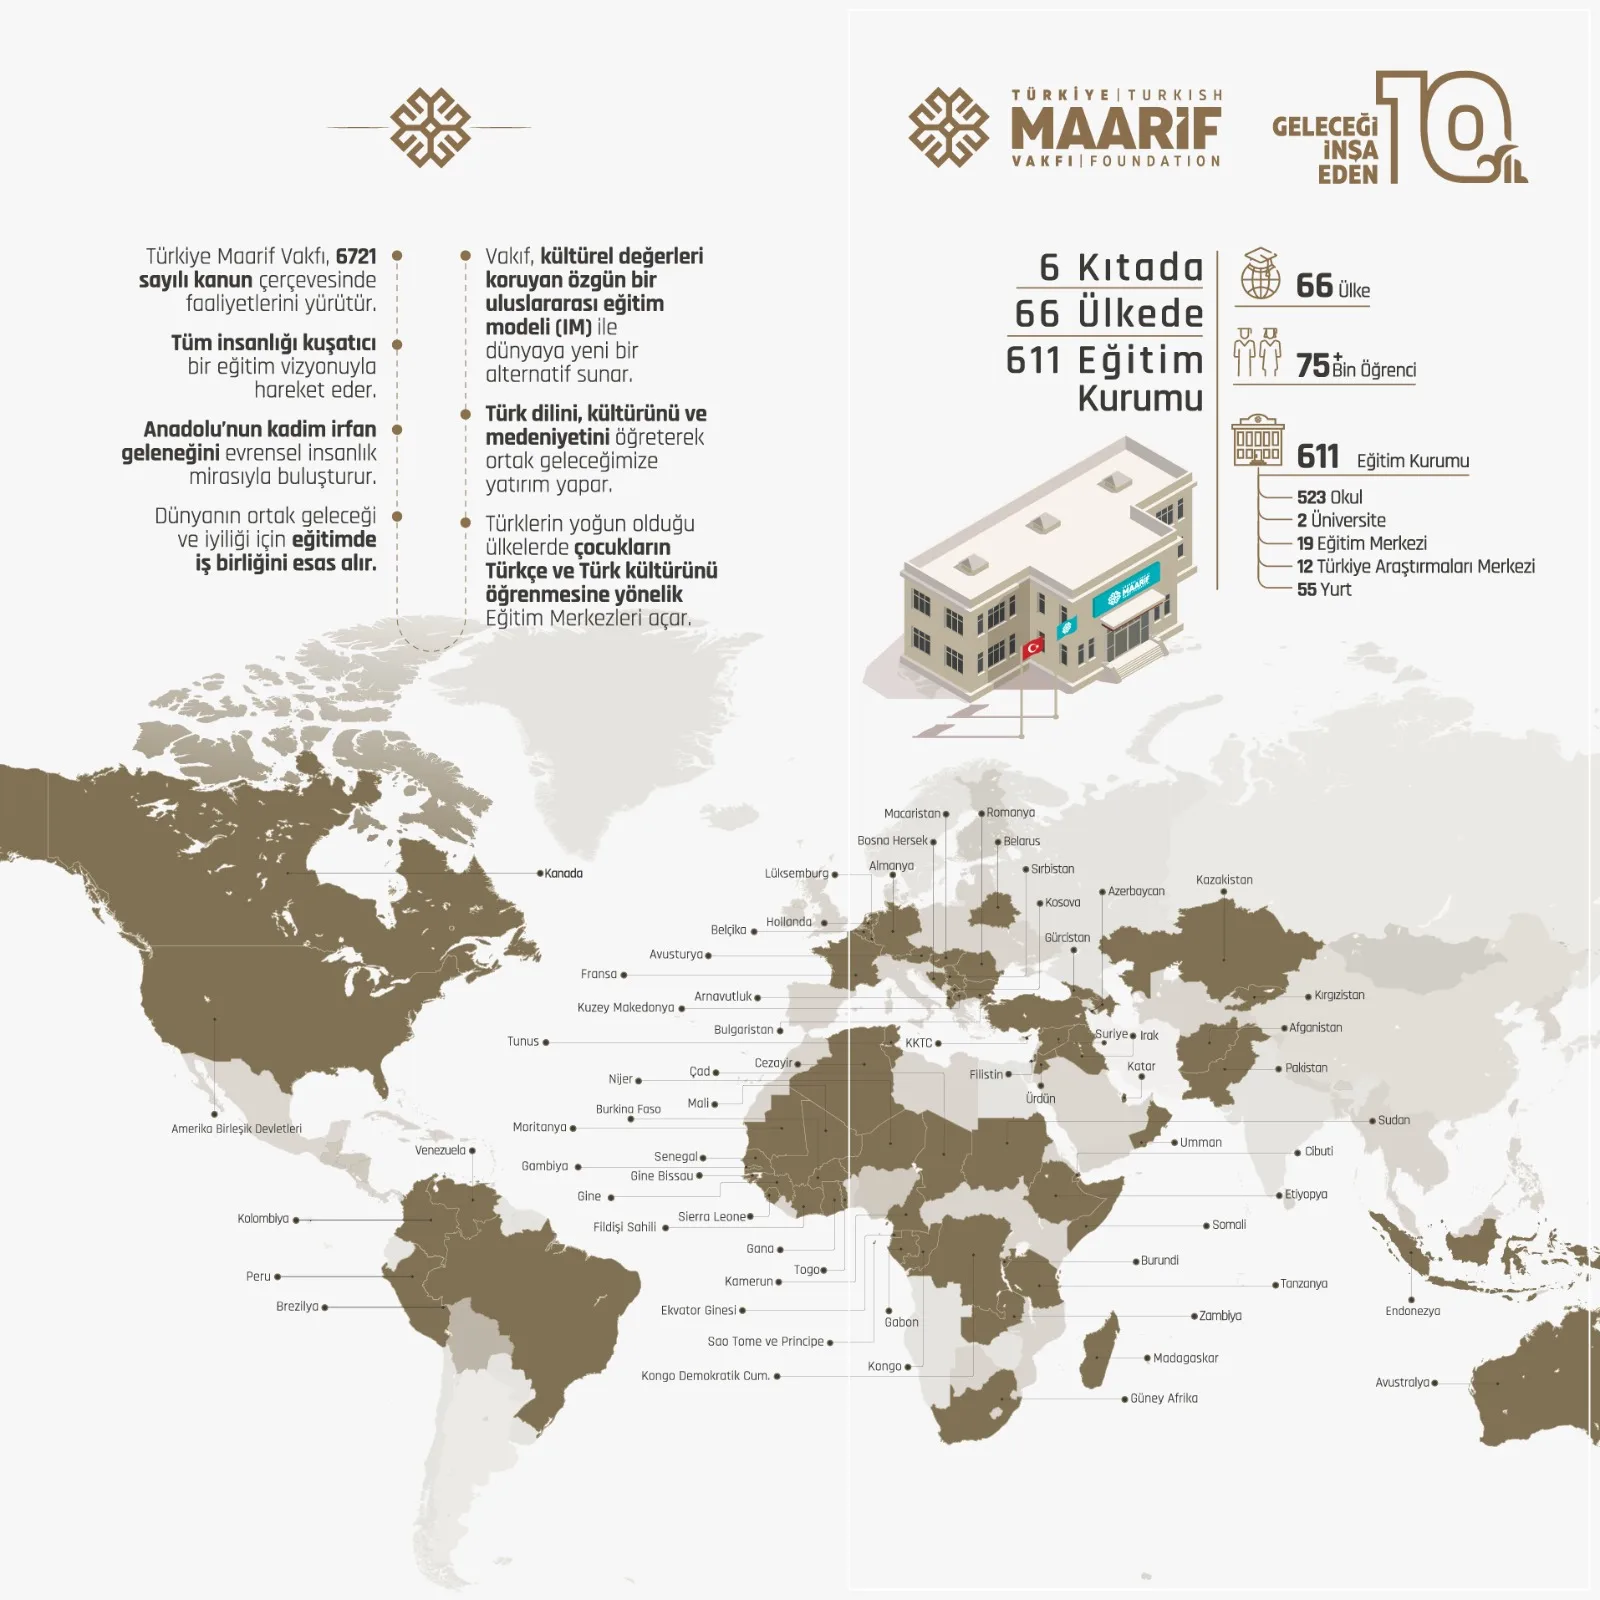 TÜRKİYE | TURKISH
MAARİF
VAKFI | FOUNDATION
GELECEĞİ
İNŞA
EDEN
10
YIL
Türkiye Maarif Vakfı, 6721
sayılı kanun çerçevesinde
faaliyetlerini yürütür.
Tüm insanlığı kuşatıcı
bir eğitim vizyonuyla
hareket eder.
Anadolu'nun kadim irfan
geleneğini evrensel insanlık
mirasıyla buluşturur.
Dünyanın ortak geleceği
ve iyiliği için eğitimde
iş birliğini esas alır.
Vakıf, kültürel değerleri
koruyan özgün bir
uluslararası eğitim
modeli (IM) ile
dünyaya yeni bir
alternatif sunar.
Türk dilini, kültürünü ve
medeniyetini öğreterek
ortak geleceğimize
yatırım yapar.
Türklerin yoğun olduğu
ülkelerde çocukların
Türkçe ve Türk kültürünü
öğrenmesine yönelik
Eğitim Merkezleri açar.
6 Kıtada
66 Ülkede
611 Eğitim
Kurumu
66 Ülke
75+ Bin Öğrenci
611 Eğitim Kurumu
523 Okul
2 Üniversite
19 Eğitim Merkezi
12 Türkiye Araştırmaları Merkezi
55 Yurt
MAARİF
Macaristan
Romanya
Bosna Hersek
Belarus
Almanya
Sırbistan
Lüksemburg
Kanada
Kazakistan
Azerbaycan
Kosova
Hollanda
Belçika
Gürcistan
Avusturya
Fransa
Arnavutluk
Kırgızistan
Kuzey Makedonya
Bulgaristan
Afganistan
Tunus
KKTC
Suriye
Irak
Cezayir
Katar
Pakistan
Çad
Filistin
Nijer
Ürdün
Mali
Burkina Faso
Sudan
Moritanya
Amerika Birleşik Devletleri
Umman
Venezuela
Cibuti
Senegal
Gambiya
Gine Bissau
Gine
Etiyopya
Sierra Leone
Kolombiya
Fildişi Sahili
Somali
Gana
Burundi
Togo
Peru
Kamerun
Tanzanya
Brezilya
Ekvator Ginesi
Endonezya
Gabon
Zambiya
Sao Tome ve Principe
Madagaskar
Kongo
Kongo Demokratik Cum.
Avustralya
Güney Afrika